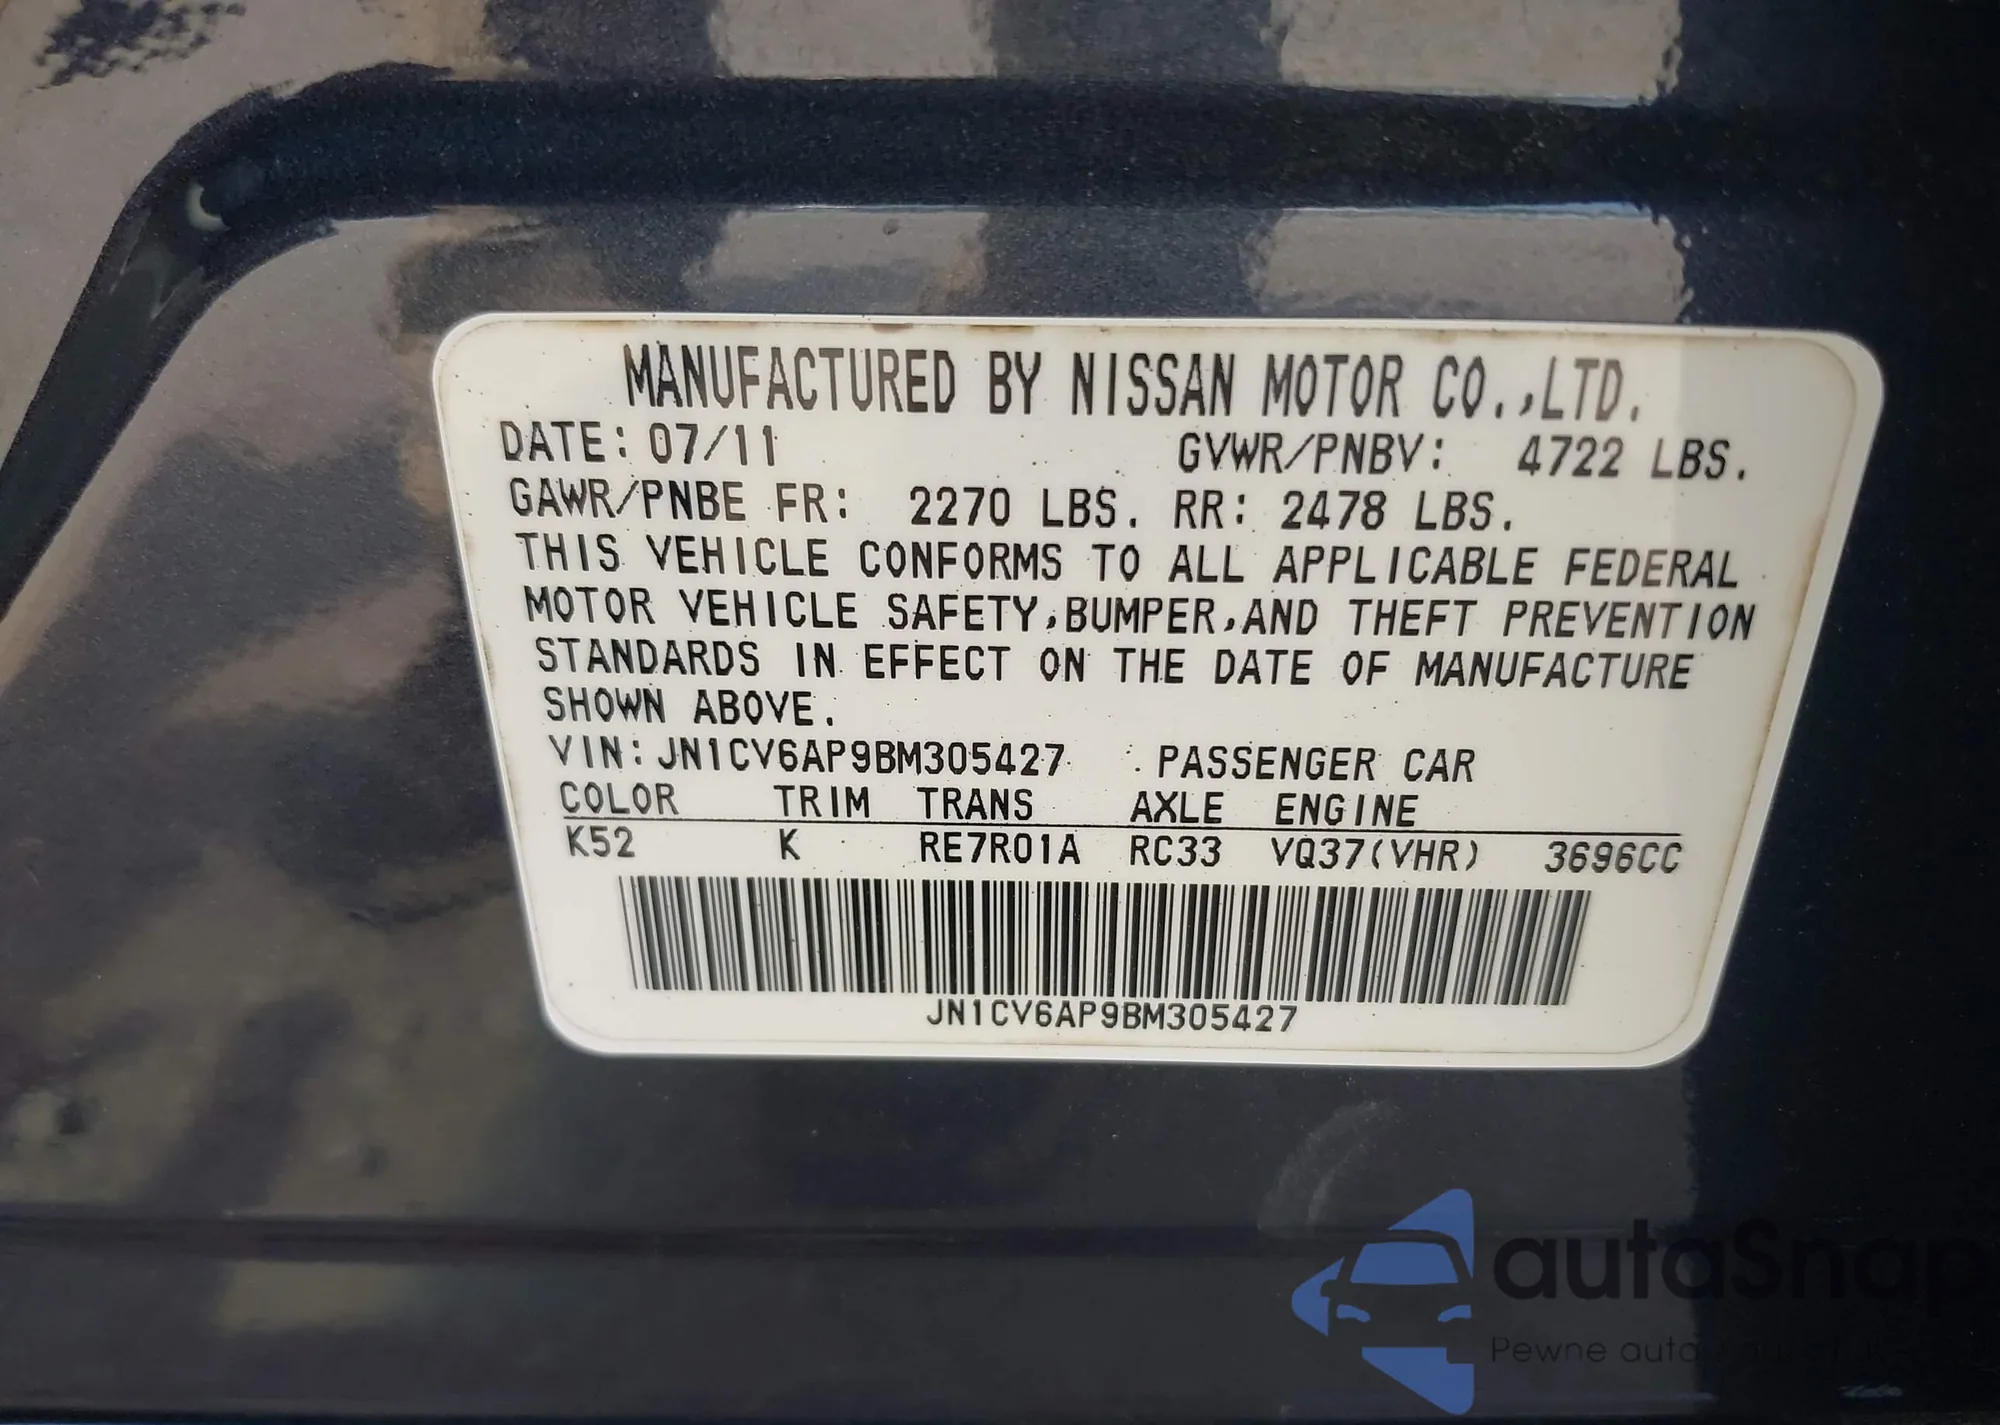 MANUFACTURED BY NISSAN MOTOR CO.,LTD.
DATE: 07/11 GVWR/PNBV: 4722 LBS.
GAWR/PNBE FR: 2270 LBS. RR: 2478 LBS.
THIS VEHICLE CONFORMS TO ALL APPLICABLE FEDERAL
MOTOR VEHICLE SAFETY,BUMPER,AND THEFT PREVENTION
STANDARDS IN EFFECT ON THE DATE OF MANUFACTURE
SHOWN ABOVE.
VIN: JN1CV6AP9BM305427 PASSENGER CAR
COLOR TRIM TRANS AXLE ENGINE
K52 K RE7R01A RC33 VQ37(VHR) 3696CC
JN1CV6AP9BM305427
autaSnap
Pewne auta